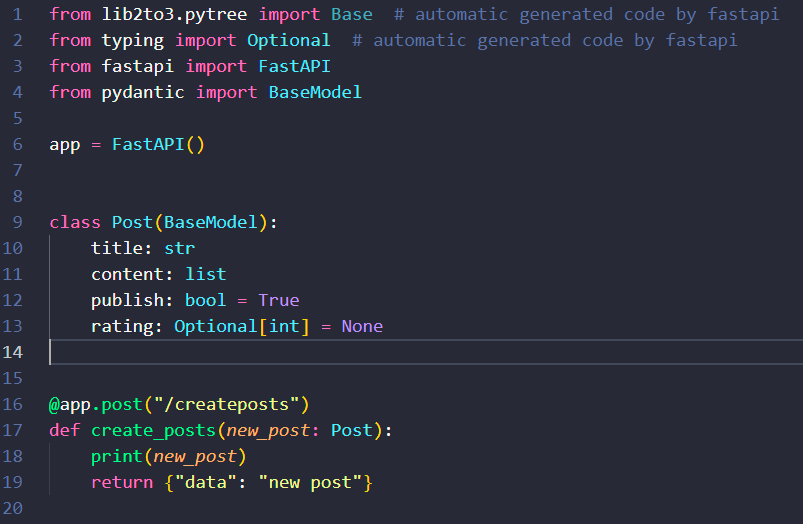 1 from lib2to3.pytree import Base  # automatic generated code by fastapi
2 from typing import Optional  # automatic generated code by fastapi
3 from fastapi import FastAPI
4 from pydantic import BaseModel
5
6 app = FastAPI()
7
8
9 class Post(BaseModel):
10     title: str
11     content: list
12     publish: bool = True
13     rating: Optional[int] = None
14
15
16 @app.post("/createposts")
17 def create_posts(new_post: Post):
18     print(new_post)
19     return {"data": "new post"}
20